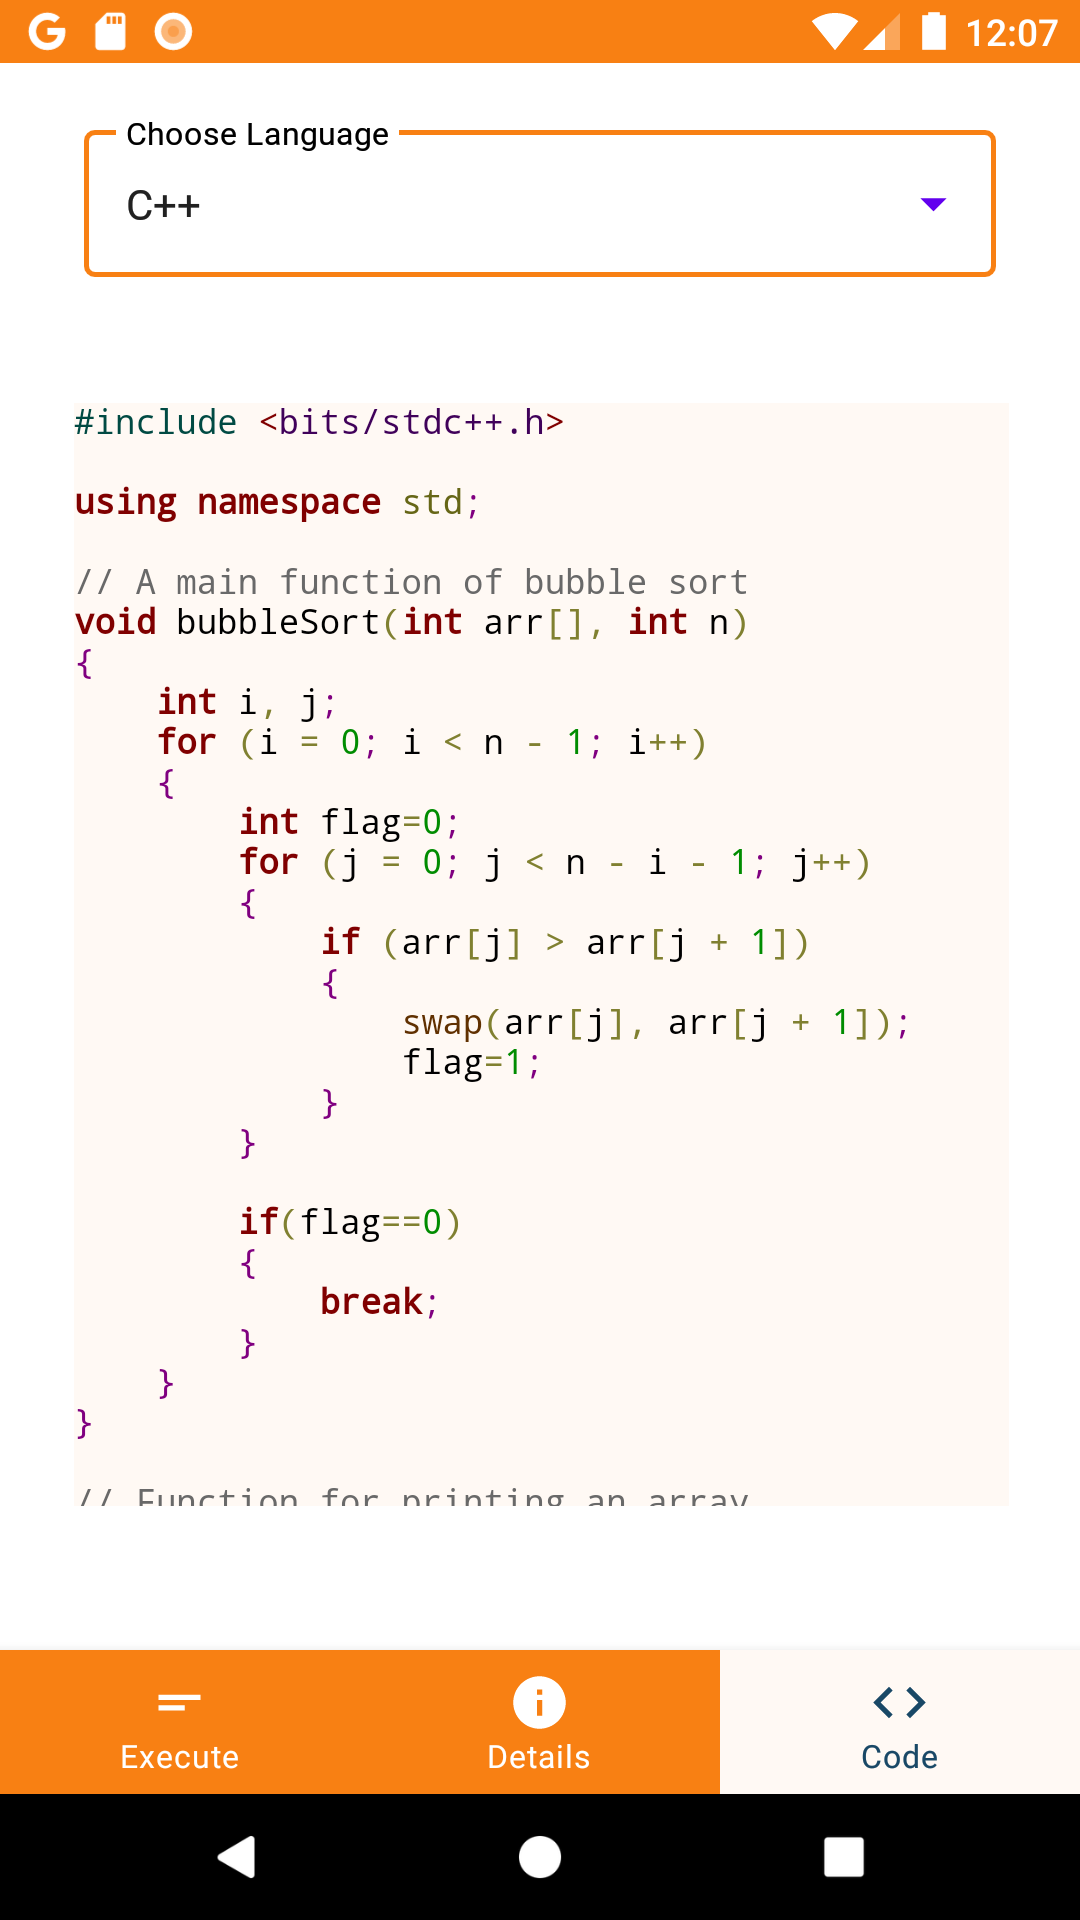 12:07
Choose Language
C++
#include <bits/stdc++.h>
using namespace std;
// A main function of bubble sort
void bubbleSort(int arr[], int n)
{
    int i, j;
    for (i = 0; i < n - 1; i++)
    {
        int flag=0;
        for (j = 0; j < n - i - 1; j++)
        {
            if (arr[j] > arr[j + 1])
            {
                swap(arr[j], arr[j + 1]);
                flag=1;
            }
        }
        if(flag==0)
        {
            break;
        }
    }
}
// Function for printing an array
Execute
Details
Code